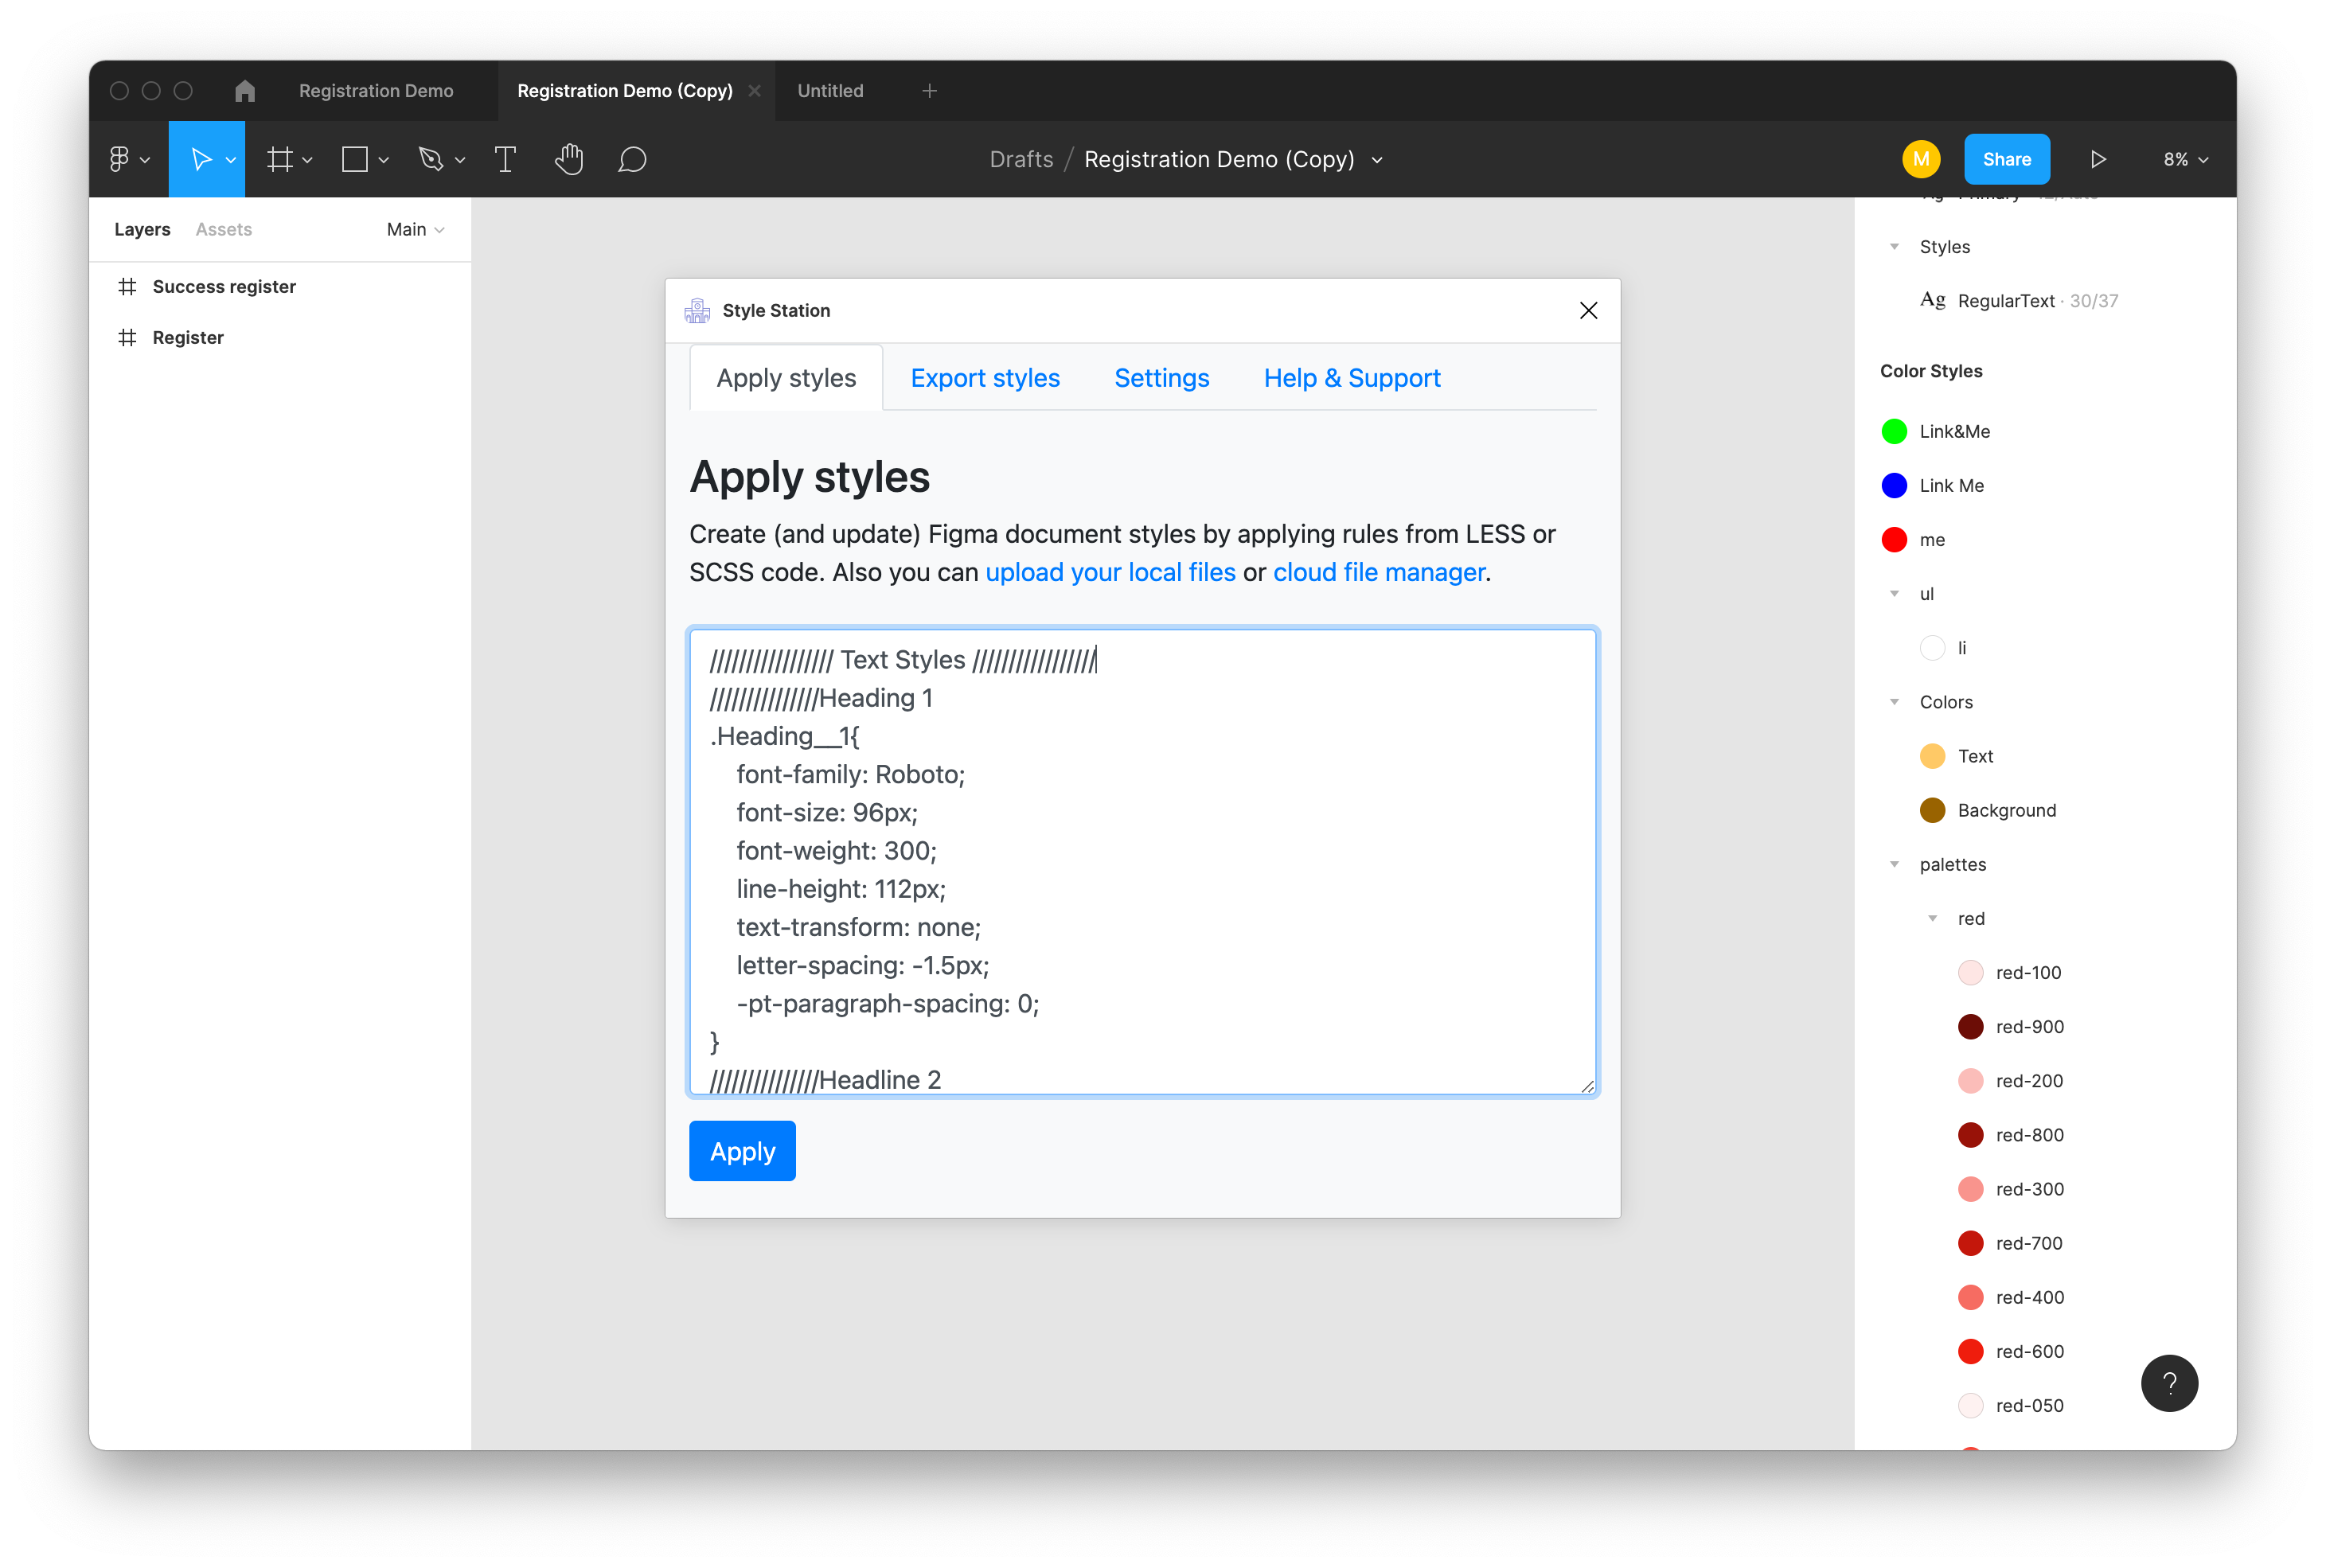 Registration Demo
Registration Demo (Copy)
Untitled
Drafts / Registration Demo (Copy)
M
Share
8%
Layers
Assets
Main
Success register
Register
Style Station
Apply styles
Export styles
Settings
Help & Support
Apply styles
Create (and update) Figma document styles by applying rules from LESS or
SCSS code. Also you can upload your local files or cloud file manager.
///////////////// Text Styles /////////////////
///////////////Heading 1
.Heading__1{
font-family: Roboto;
font-size: 96px;
font-weight: 300;
line-height: 112px;
text-transform: none;
letter-spacing: -1.5px;
-pt-paragraph-spacing: 0;
}
///////////////Headline 2
Apply
Styles
Ag RegularText · 30/37
Color Styles
Link&Me
Link Me
me
ul
li
Colors
Text
Background
palettes
red
red-100
red-900
red-200
red-800
red-300
red-700
red-400
red-600
red-050
?